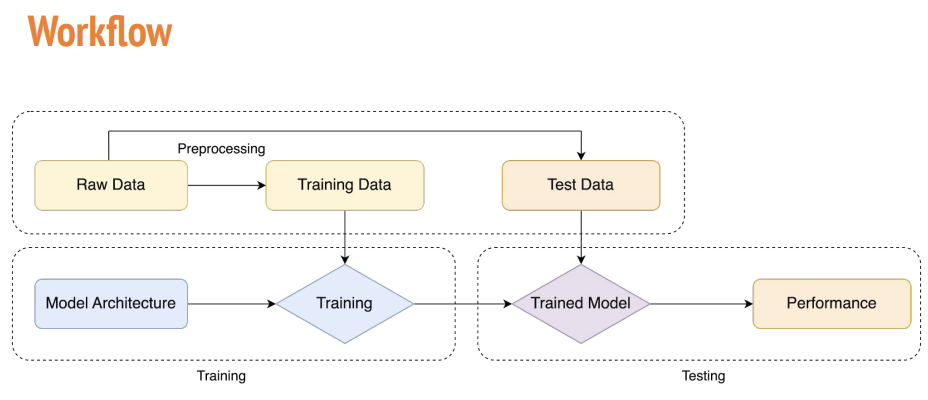 Workflow
Preprocessing
Raw Data
Training Data
Test Data
Model Architecture
Training
Trained Model
Performance
Training
Testing